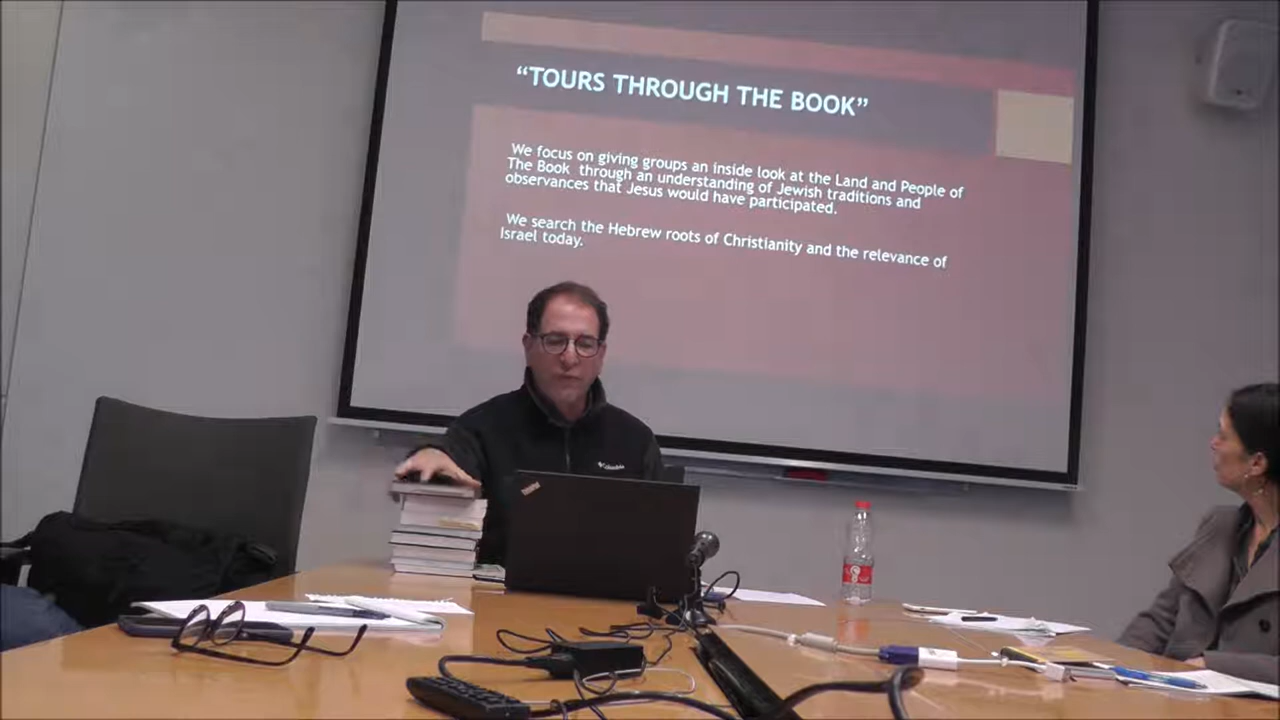 “TOURS THROUGH THE BOOK”
We focus on giving groups an inside look at the Land and People of
The Book through an understanding of Jewish traditions and
observances that Jesus would have participated.
We search the Hebrew roots of Christianity and the relevance of
Israel today.
Columbia
ThinkPad